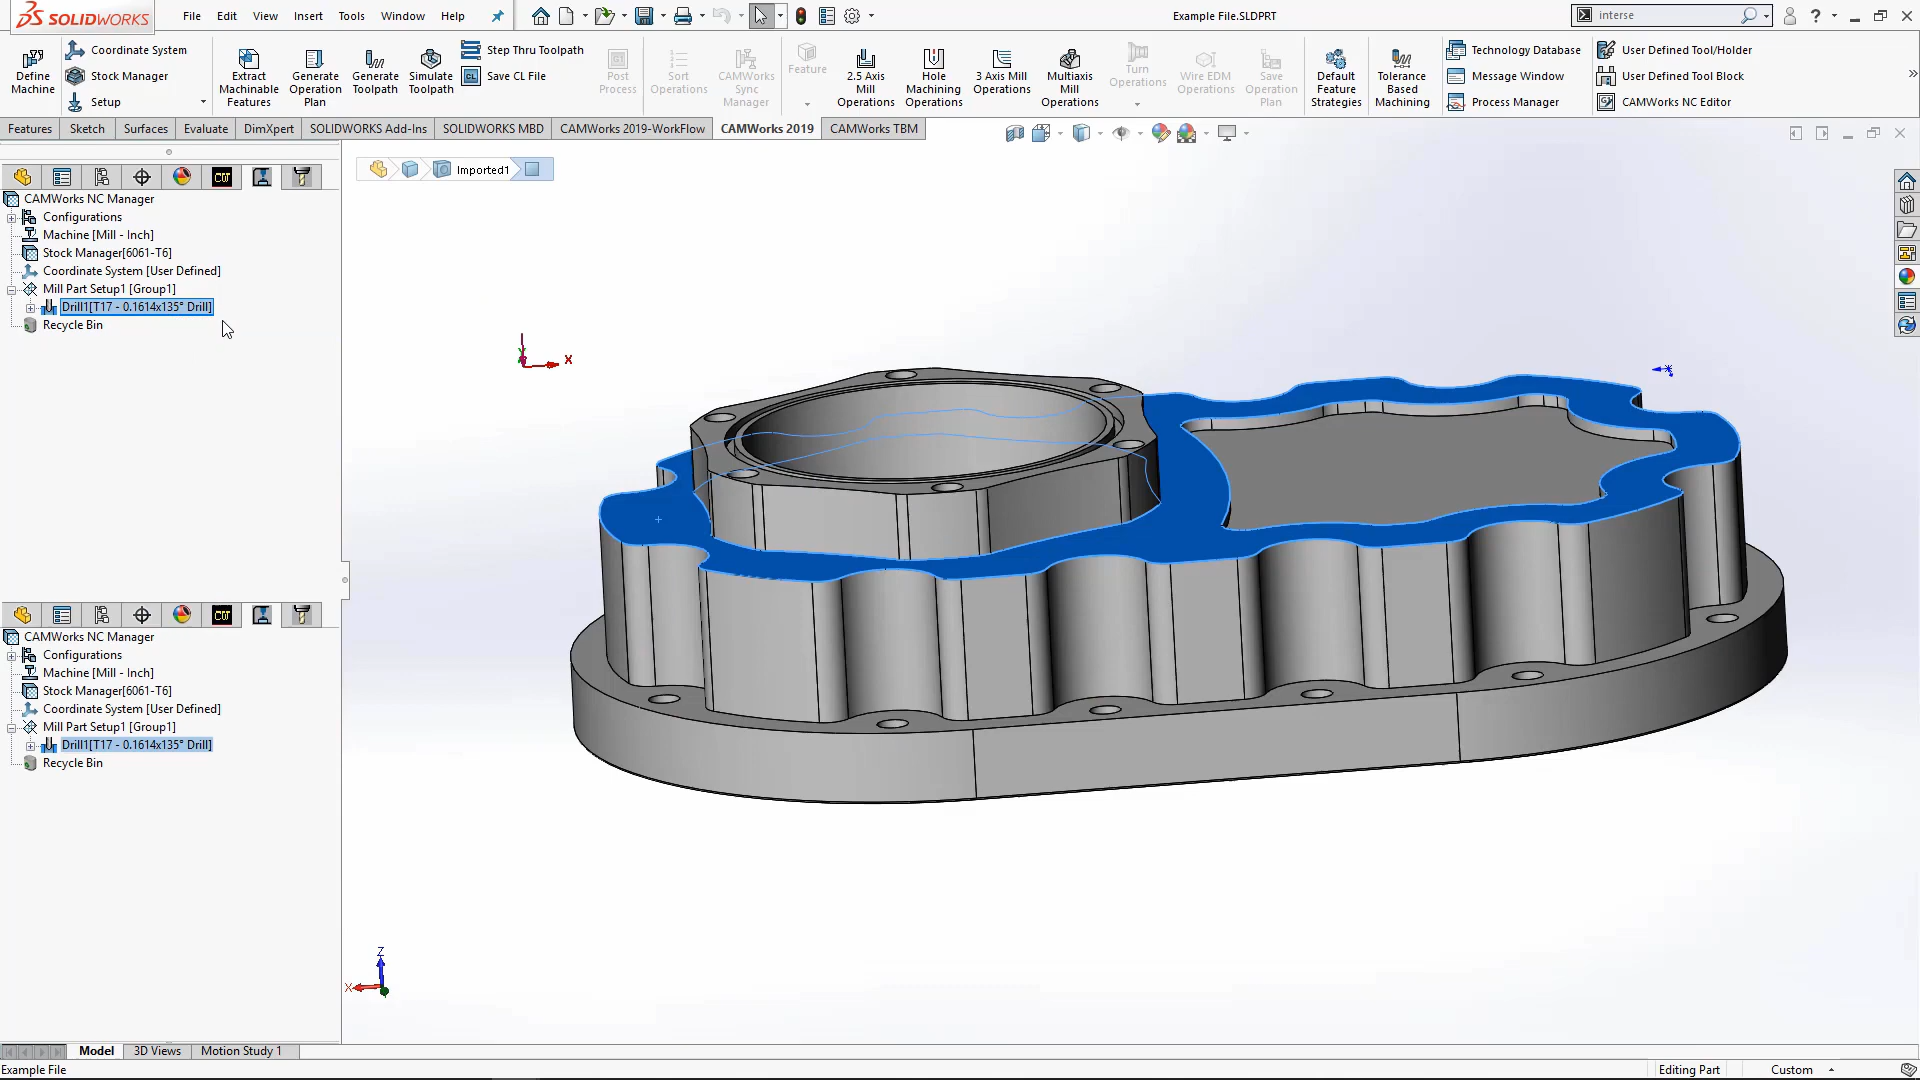 SOLIDWORKS
File Edit View Insert Tools Window Help
Example File.SLDPRT
interse
Define Machine
Coordinate System
Stock Manager
Setup
Extract Machinable Features
Generate Operation Plan
Generate Toolpath
Simulate Toolpath
Step Thru Toolpath
CL Save CL File
Post Process
Sort Operations
CAMWorks Sync Manager
Feature
2.5 Axis Mill Operations
Hole Machining Operations
3 Axis Mill Operations
Multiaxis Mill Operations
Turn Operations
Wire EDM Operations
Save Operation Plan
Default Feature Strategies
Tolerance Based Machining
Technology Database
Message Window
Process Manager
User Defined Tool/Holder
User Defined Tool Block
CAMWorks NC Editor
Features Sketch Surfaces Evaluate DimXpert SOLIDWORKS Add-Ins SOLIDWORKS MBD CAMWorks 2019-WorkFlow CAMWorks 2019 CAMWorks TBM
Imported1
CW
CAMWorks NC Manager
Configurations
Machine [Mill - Inch]
Stock Manager[6061-T6]
Coordinate System [User Defined]
Mill Part Setup1 [Group1]
Drill1[T17 - 0.1614x135° Drill]
Recycle Bin
X
CW
CAMWorks NC Manager
Configurations
Machine [Mill - Inch]
Stock Manager[6061-T6]
Coordinate System [User Defined]
Mill Part Setup1 [Group1]
Drill1[T17 - 0.1614x135° Drill]
Recycle Bin
Z
X
Model 3D Views Motion Study 1
Example File
Editing Part
Custom